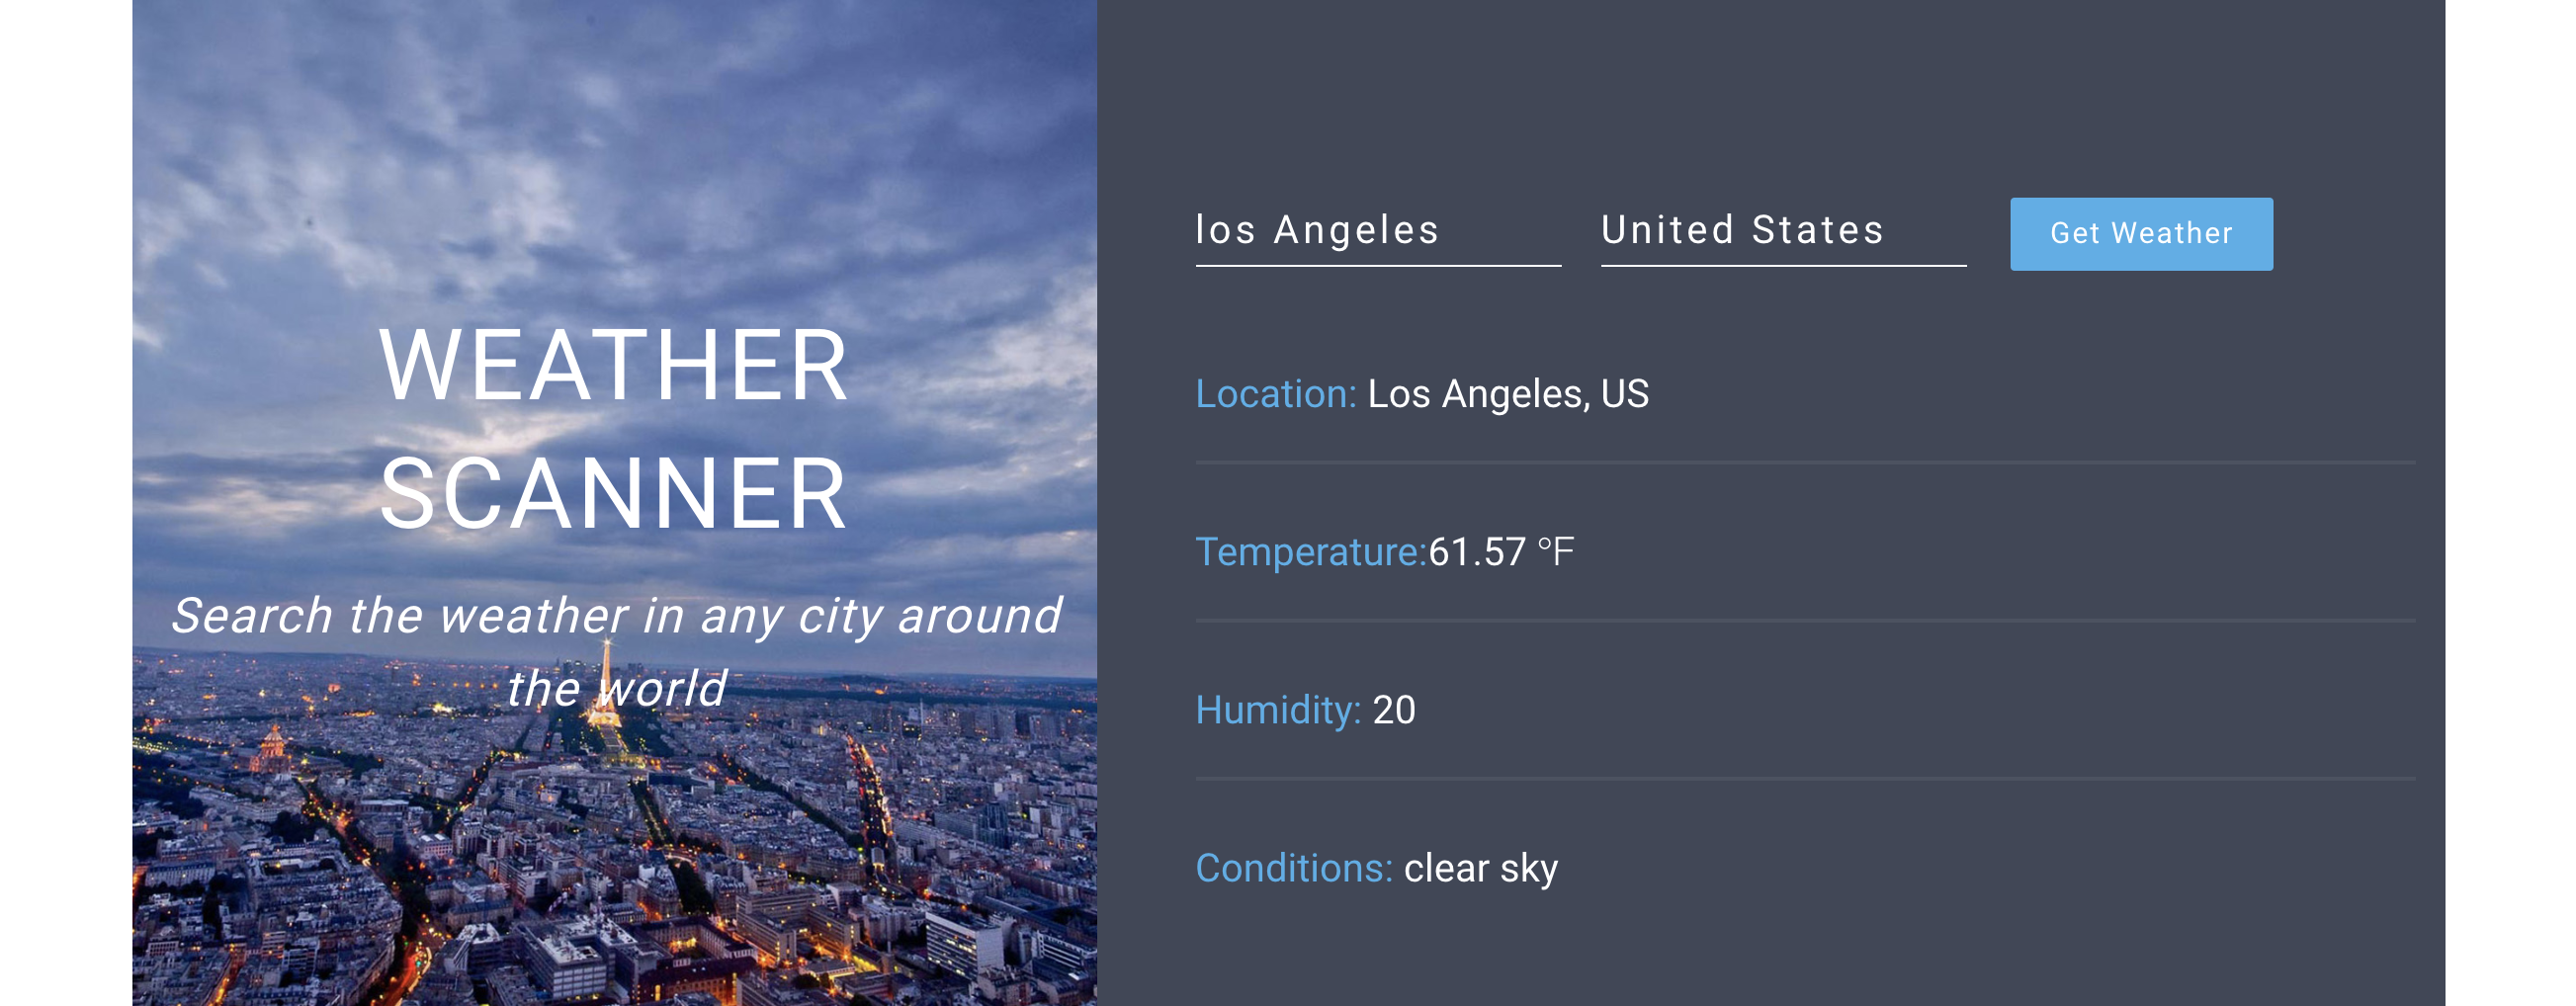 WEATHER
SCANNER
Search the weather in any city around
the world
los Angeles
United States
Get Weather
Location: Los Angeles, US
Temperature:61.57 °F
Humidity: 20
Conditions: clear sky